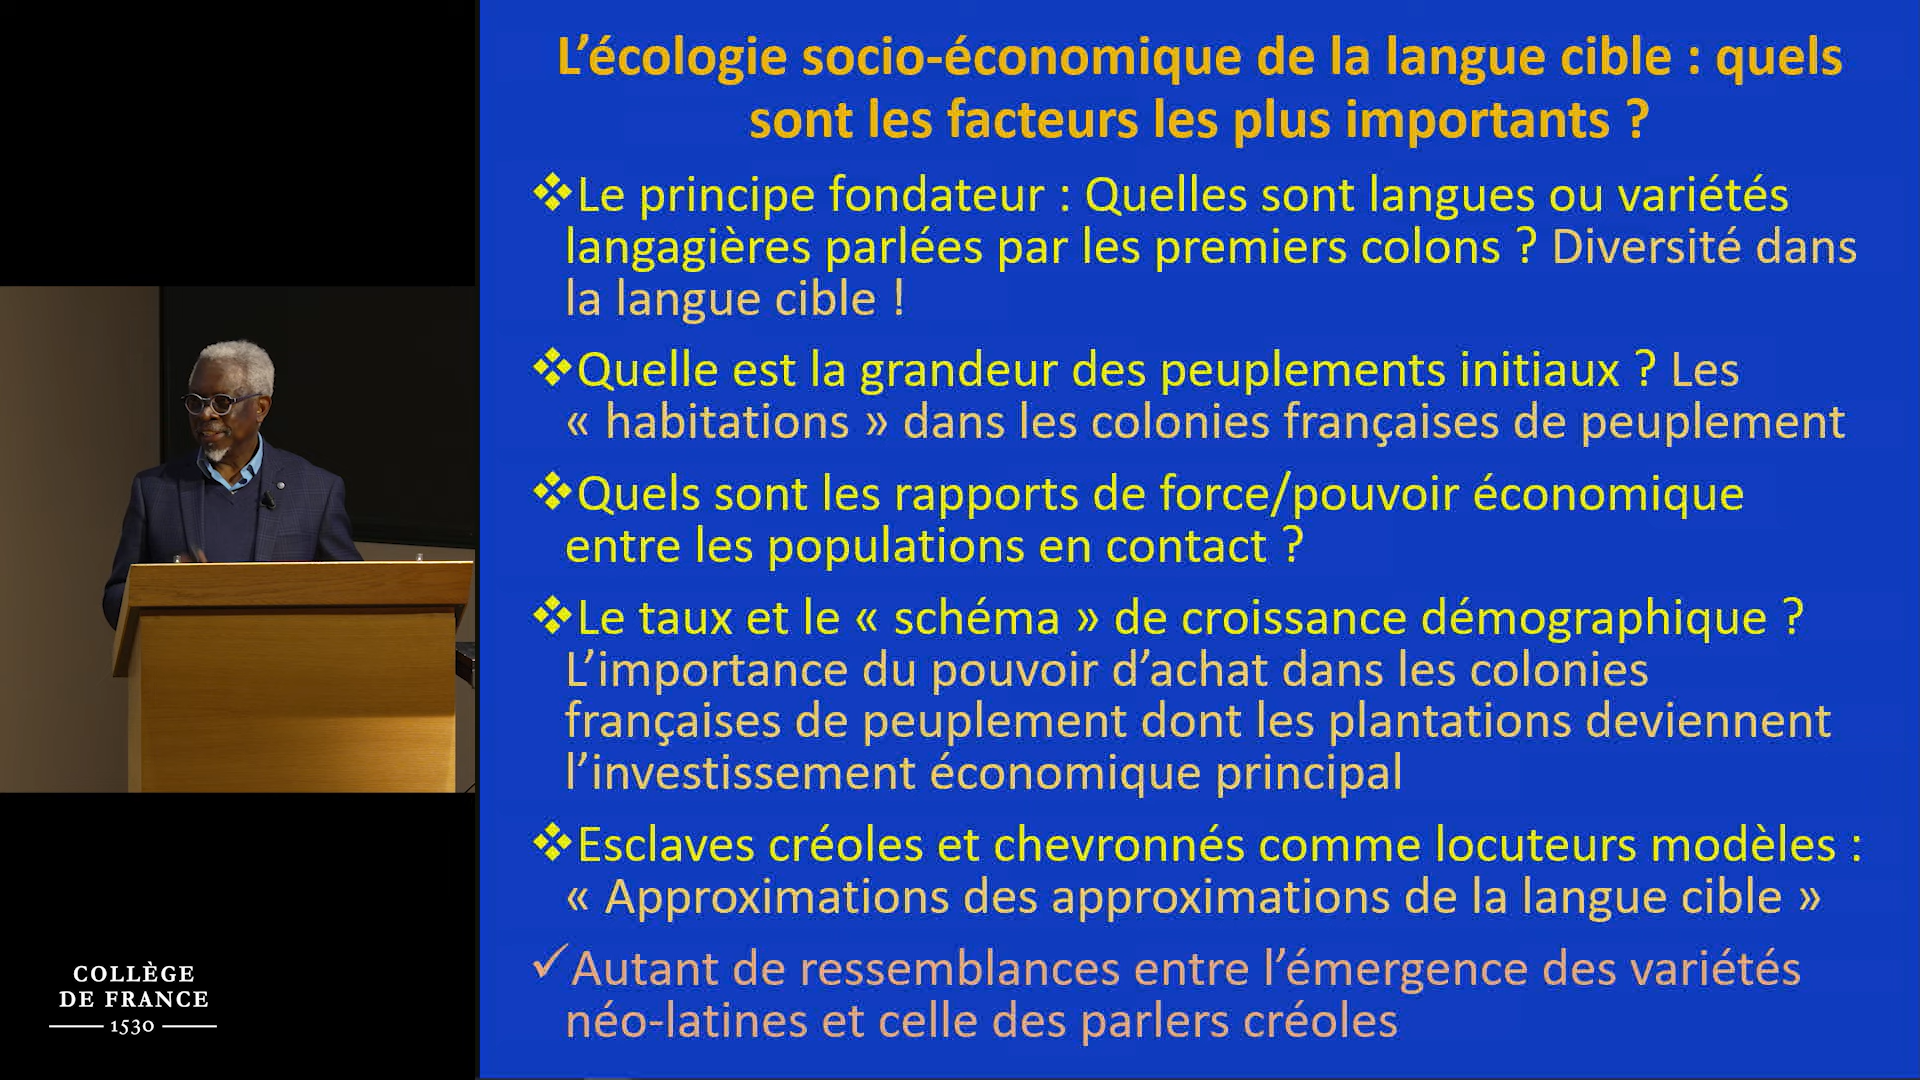 L’écologie socio-économique de la langue cible : quels
sont les facteurs les plus importants ?
❖Le principe fondateur : Quelles sont langues ou variétés
langagières parlées par les premiers colons ? Diversité dans
la langue cible !
❖Quelle est la grandeur des peuplements initiaux ? Les
« habitations » dans les colonies françaises de peuplement
❖Quels sont les rapports de force/pouvoir économique
entre les populations en contact ?
❖Le taux et le « schéma » de croissance démographique ?
L’importance du pouvoir d’achat dans les colonies
françaises de peuplement dont les plantations deviennent
l’investissement économique principal
❖Esclaves créoles et chevronnés comme locuteurs modèles :
« Approximations des approximations de la langue cible »
✓Autant de ressemblances entre l’émergence des variétés
néo-latines et celle des parlers créoles
COLLÈGE
DE FRANCE
1530